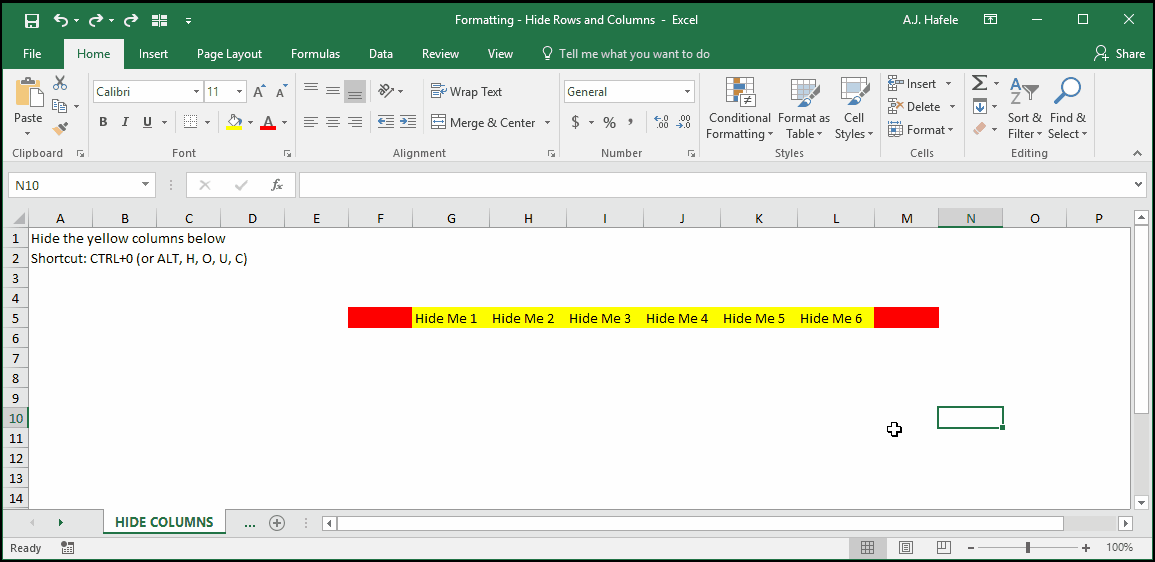 Formatting - Hide Rows and Columns - Excel
A.J. Hafele
File Home Insert Page Layout Formulas Data Review View Tell me what you want to do Share
Paste
Calibri 11
B I U A
Wrap Text
Merge & Center
General
$ % ,
Conditional Formatting
Format as Table
Cell Styles
Insert
Delete
Format
Sort & Filter
Find & Select
Clipboard Font Alignment Number Styles Cells Editing
N10 fx
A B C D E F G H I J K L M N O P
1 Hide the yellow columns below
2 Shortcut: CTRL+0 (or ALT, H, O, U, C)
3
4
5 Hide Me 1 Hide Me 2 Hide Me 3 Hide Me 4 Hide Me 5 Hide Me 6
6
7
8
9
10
11
12
13
14
HIDE COLUMNS ...
Ready 100%